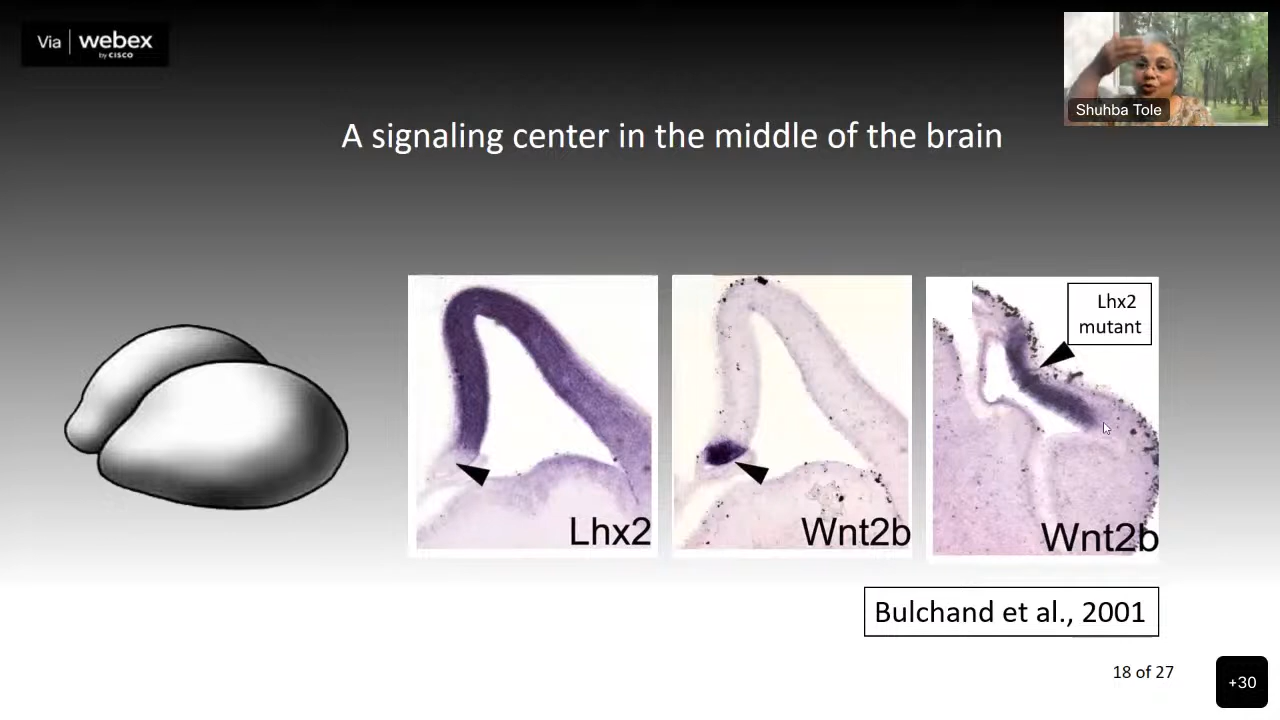 Via | webex
by CISCO
Shuhba Tole
A signaling center in the middle of the brain
Lhx2
Wnt2b
Lhx2
mutant
Wnt2b
Bulchand et al., 2001
18 of 27
+30